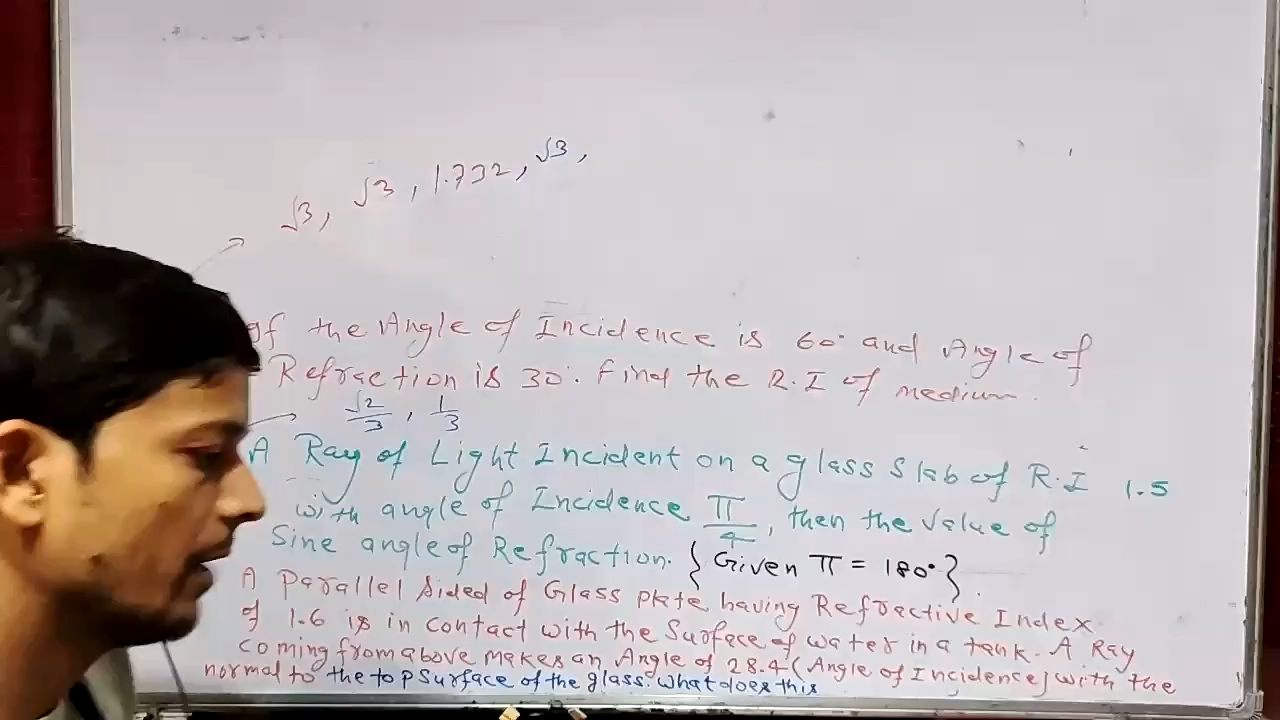 √3, √3, 1.732, √3,
of the Angle of Incidence is 60° and Angle of
Refraction is 30°. Find the R.I of medium.
√2/3, 1/3
A Ray of Light Incident on a glass Slab of R.I 1.5
with angle of Incidence π/4, then the value of
Sine angle of Refraction. {Given π = 180°}
A Parallel Sided of Glass plate having Refractive Index
of 1.6 is in contact with the Surface of water in a tank. A Ray
coming from above makes an Angle of 28.4 (Angle of Incidence) with the
normal to the top Surface of the glass. what does this